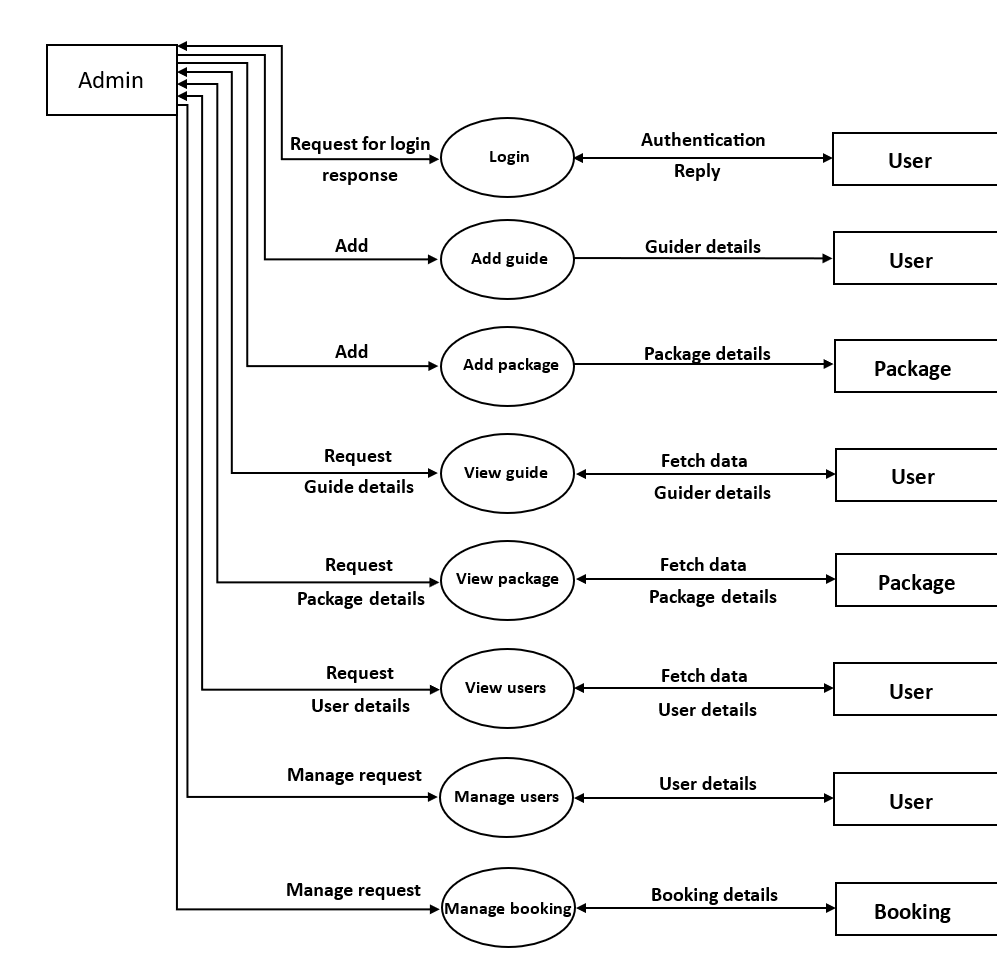 Admin
Request for login
response
Login
Authentication
Reply
User
Add
Add guide
Guider details
User
Add
Add package
Package details
Package
Request
Guide details
View guide
Fetch data
Guider details
User
Request
Package details
View package
Fetch data
Package details
Package
Request
User details
View users
Fetch data
User details
User
Manage request
Manage users
User details
User
Manage request
Manage booking
Booking details
Booking